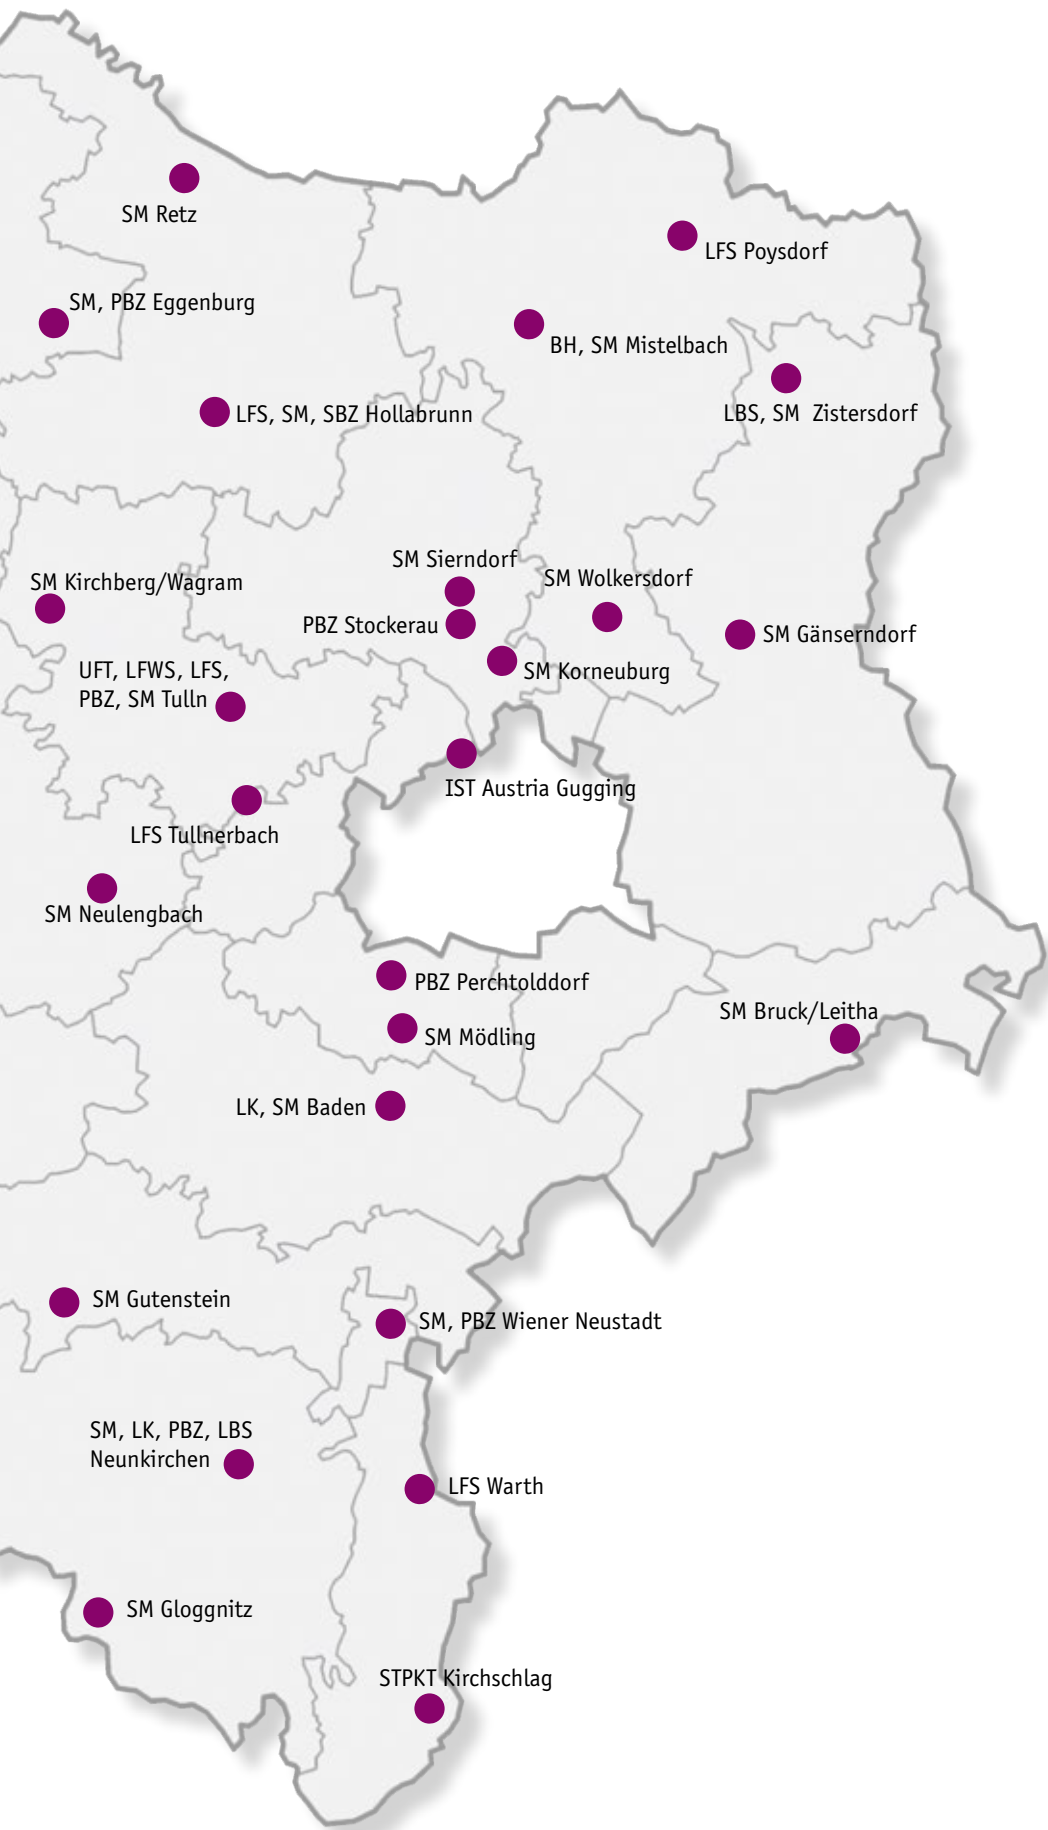 SM Retz
LFS Poysdorf
SM, PBZ Eggenburg
BH, SM Mistelbach
LBS, SM  Zistersdorf
LFS, SM, SBZ Hollabrunn
SM Sierndorf
SM Wolkersdorf
SM Kirchberg/Wagram
PBZ Stockerau
SM Gänserndorf
SM Korneuburg
UFT, LFWS, LFS,
PBZ, SM Tulln
IST Austria Gugging
LFS Tullnerbach
SM Neulengbach
PBZ Perchtolddorf
SM Bruck/Leitha
SM Mödling
LK, SM Baden
SM Gutenstein
SM, PBZ Wiener Neustadt
SM, LK, PBZ, LBS
Neunkirchen
LFS Warth
SM Gloggnitz
STPKT Kirchschlag